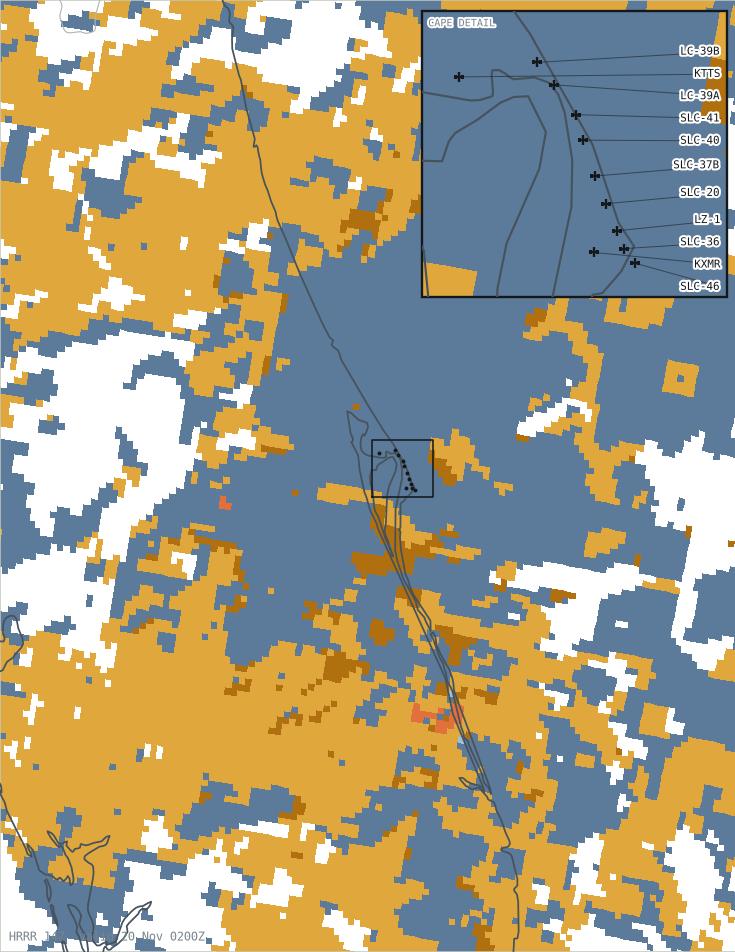 CAPE DETAIL
LC-39B
KTTS
LC-39A
SLC-41
SLC-40
SLC-37B
SLC-20
LZ-1
SLC-36
KXMR
SLC-46
HRRR 20 Nov 0200Z